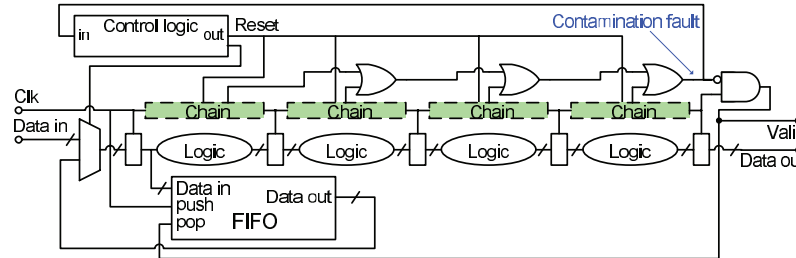 Contamination fault
in Control logic out Reset
Clk
Chain Chain Chain Chain
Data in
Logic Logic Logic Logic
Vali
Data ou
Data in Data out
push
pop FIFO